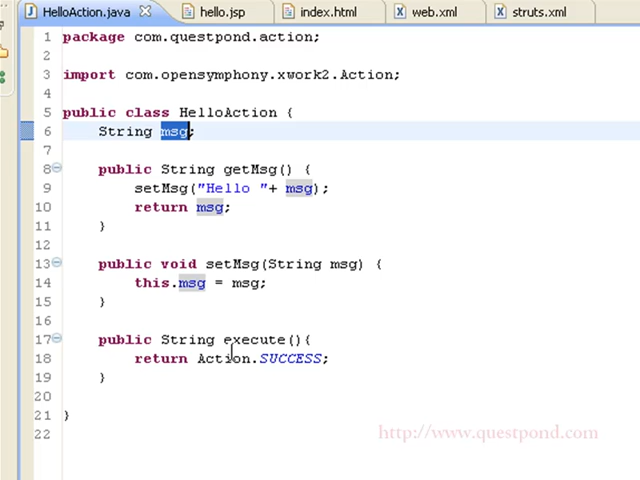 HelloAction.java hello.jsp index.html web.xml struts.xml
1 package com.questpond.action;
2
3 import com.opensymphony.xwork2.Action;
4
5 public class HelloAction {
6 String msg;
7
8 public String getMsg() {
9 setMsg("Hello "+ msg);
10 return msg;
11 }
12
13 public void setMsg(String msg) {
14 this.msg = msg;
15 }
16
17 public String execute(){
18 return Action.SUCCESS;
19 }
20
21 }
22
http://www.questpond.com